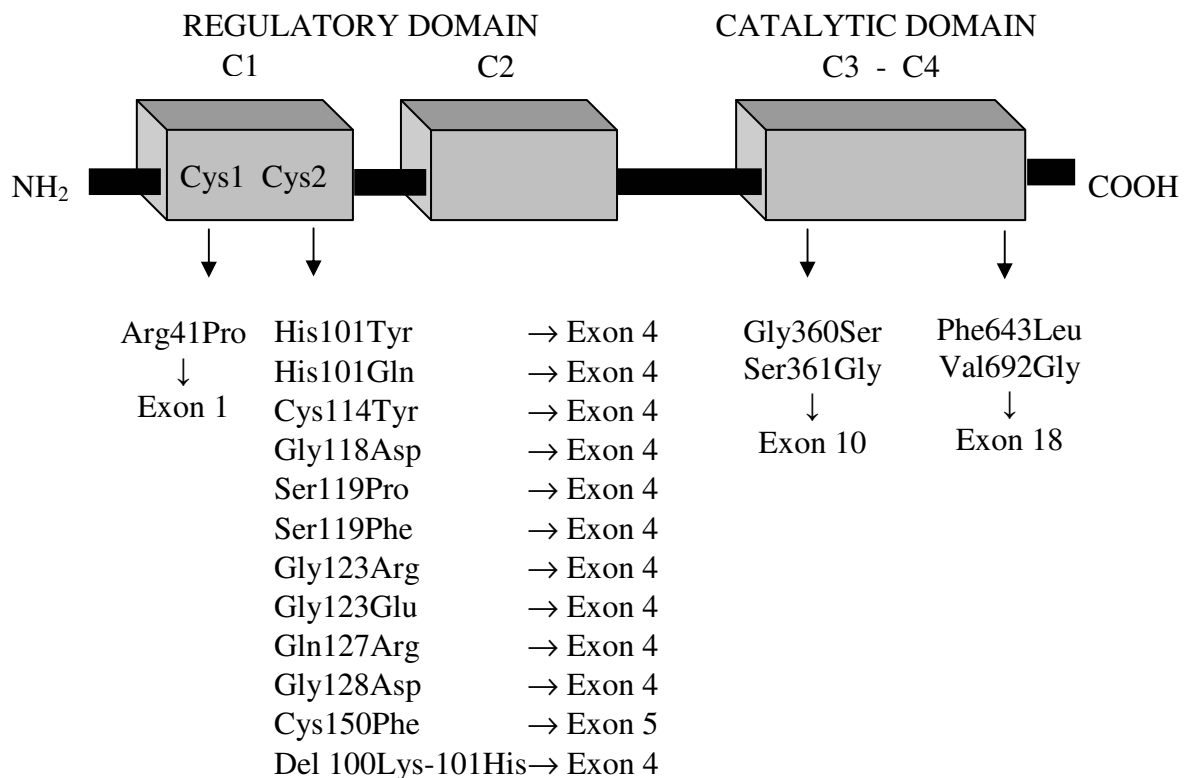 REGULATORY DOMAIN CATALYTIC DOMAIN
C1 C2 C3 - C4
NH₂ Cys1 Cys2 COOH
Arg41Pro
↓
Exon 1
His101Tyr → Exon 4
His101Gln → Exon 4
Cys114Tyr → Exon 4
Gly118Asp → Exon 4
Ser119Pro → Exon 4
Ser119Phe → Exon 4
Gly123Arg → Exon 4
Gly123Glu → Exon 4
Gln127Arg → Exon 4
Gly128Asp → Exon 4
Cys150Phe → Exon 5
Del 100Lys-101His→ Exon 4
Gly360Ser
Ser361Gly
↓
Exon 10
Phe643Leu
Val692Gly
↓
Exon 18